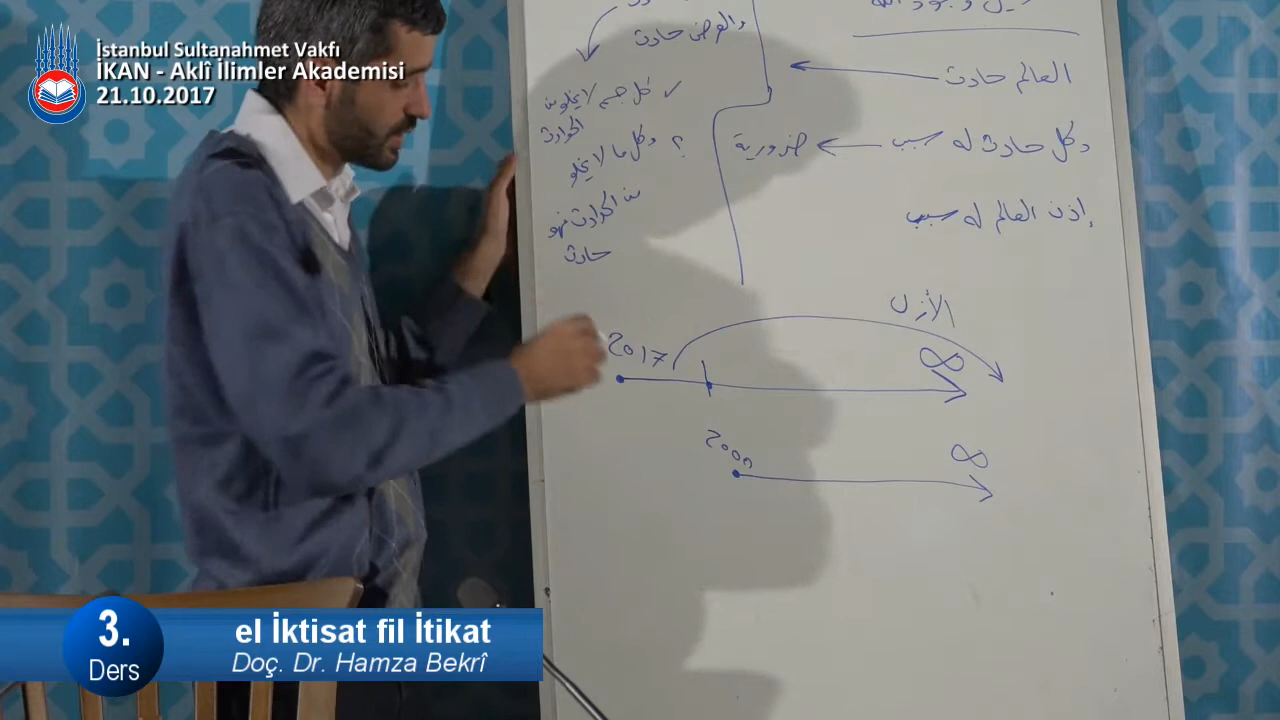 İstanbul Sultanahmet Vakfı
İKAN - Aklî İlimler Akademisi
21.10.2017
العالم حادث
وكل حادث له سبب ← ضرورية
إذن العالم له سبب
والعرض حادث
✓ كل جسم لا يخلو من
الحوادث
؟ وكل ما لا يخلو
من الحوادث فهو
حادث
الأزل
2017 ∞
2000 ∞
3.
Ders
el İktisat fil İtikat
Doç. Dr. Hamza Bekrî